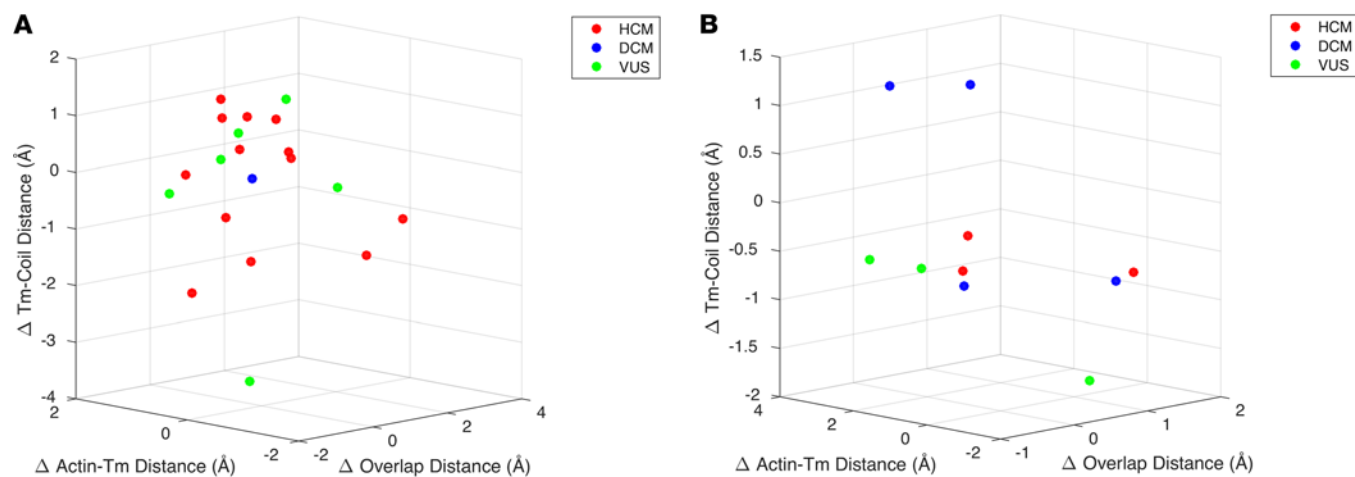 A
HCM
DCM
VUS
2
1
0
-1
-2
-3
-4
Δ Tm-Coil Distance (Å)
2
0
-2
Δ Actin-Tm Distance (Å)
-2
0
2
4
Δ Overlap Distance (Å)
B
HCM
DCM
VUS
1.5
1
0.5
0
-0.5
-1
-1.5
-2
Δ Tm-Coil Distance (Å)
4
2
0
-2
Δ Actin-Tm Distance (Å)
-1
0
1
2
Δ Overlap Distance (Å)